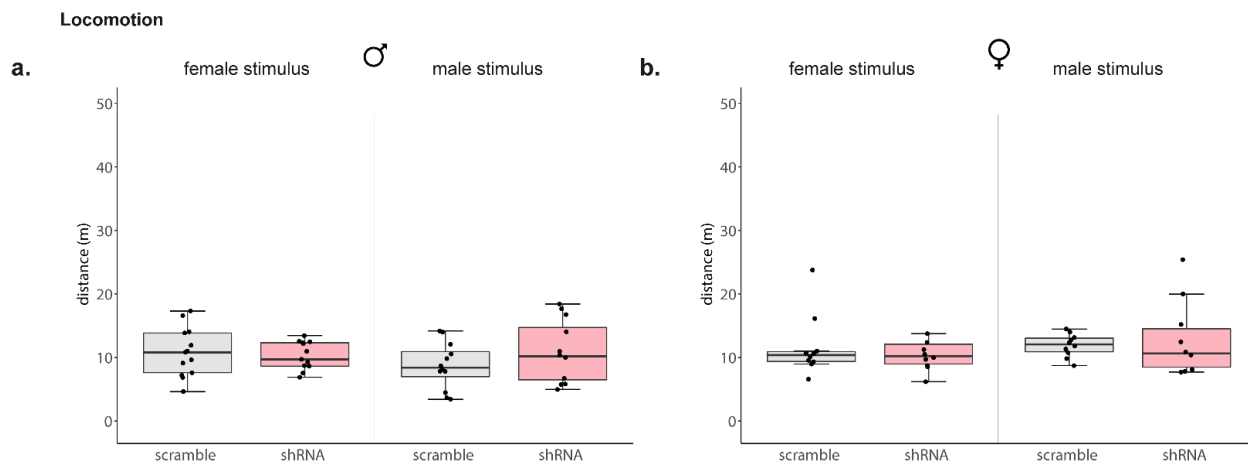 Locomotion
a.
female stimulus ♂ male stimulus
50
40
30
20
10
0
distance (m)
scramble shRNA scramble shRNA
b.
female stimulus ♀ male stimulus
50
40
30
20
10
0
distance (m)
scramble shRNA scramble shRNA